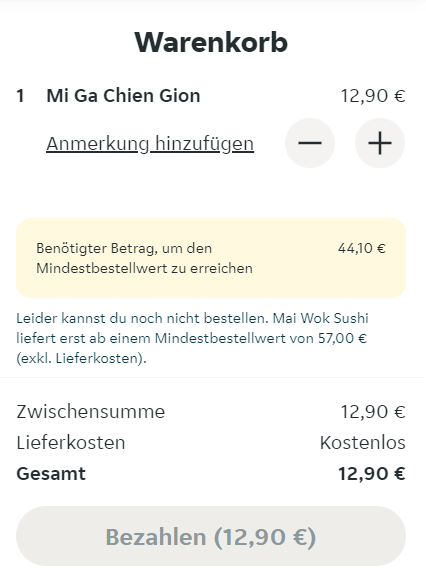 Warenkorb
1 Mi Ga Chien Gion 12,90 €
Anmerkung hinzufügen
Benötigter Betrag, um den 44,10 €
Mindestbestellwert zu erreichen
Leider kannst du noch nicht bestellen. Mai Wok Sushi
liefert erst ab einem Mindestbestellwert von 57,00 €
(exkl. Lieferkosten).
Zwischensumme 12,90 €
Lieferkosten Kostenlos
Gesamt 12,90 €
Bezahlen (12,90 €)